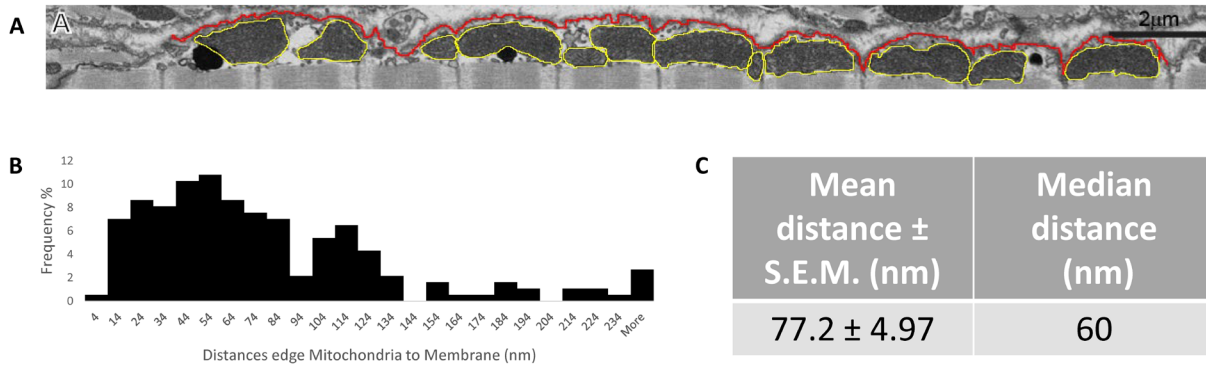 A
A
2μm
B
12
10
8
6
4
2
0
Frequency %
4 14 24 34 44 54 64 74 84 94 104 114 124 134 144 154 164 174 184 194 204 214 224 234 More
Distances edge Mitochondria to Membrane (nm)
C
Mean distance ± S.E.M. (nm)
Median distance (nm)
77.2 ± 4.97
60